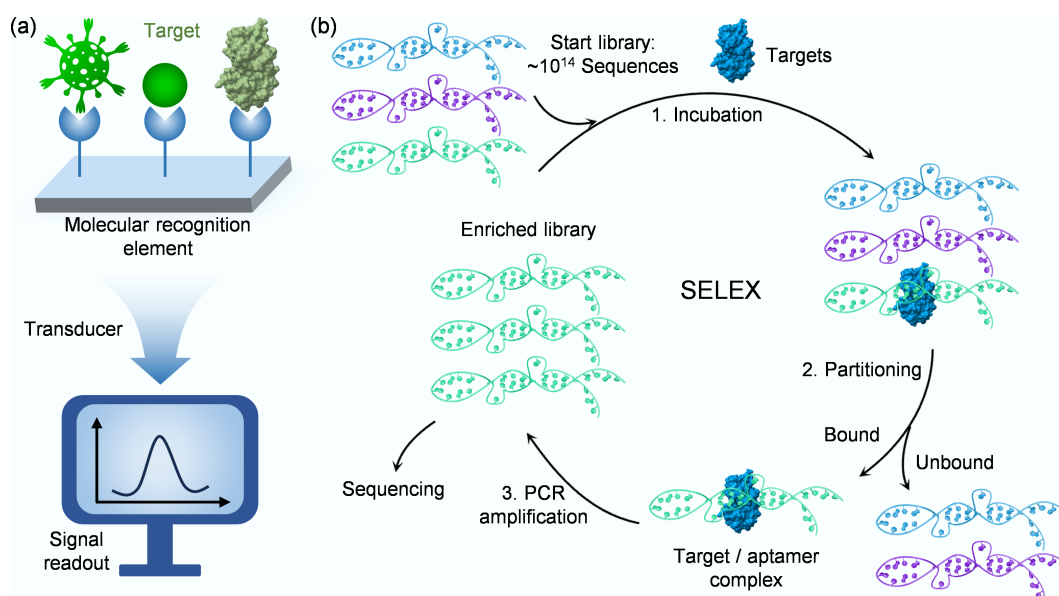 (a)
Target
Molecular recognition
element
Transducer
Signal
readout
(b)
Start library:
~10¹⁴ Sequences
Targets
1. Incubation
Enriched library
SELEX
2. Partitioning
Bound
Unbound
Sequencing
3. PCR
amplification
Target / aptamer
complex